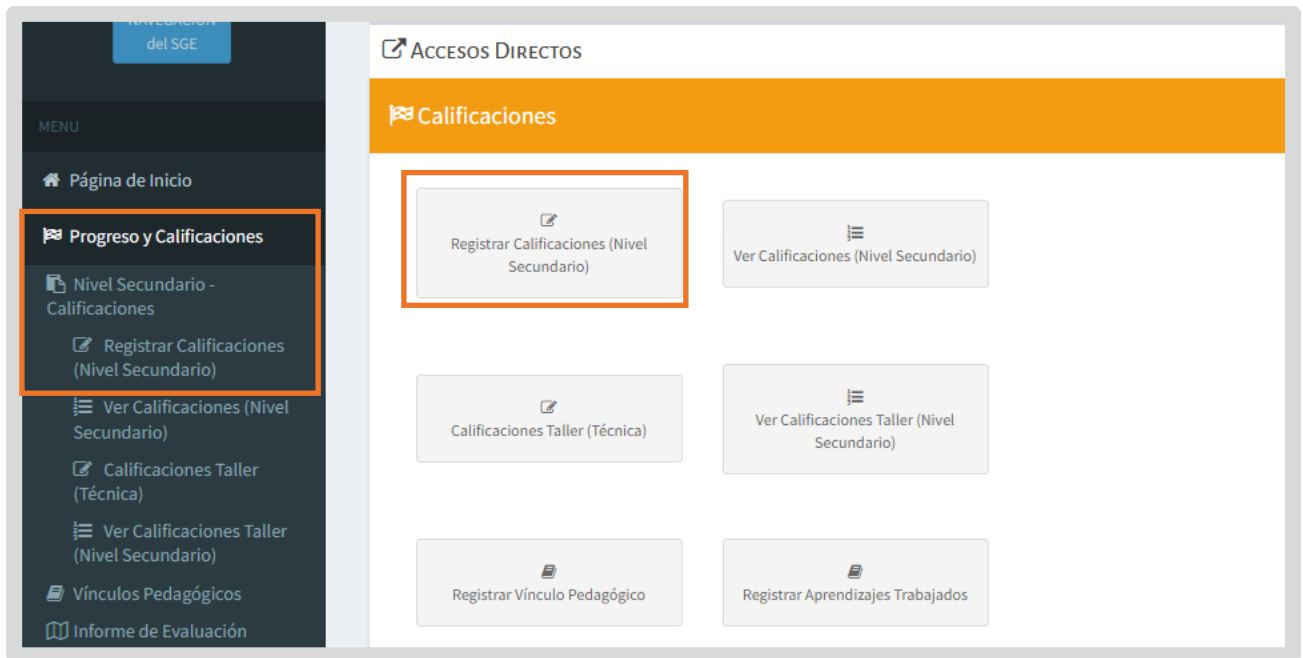 del SGE
MENU
Página de Inicio
Progreso y Calificaciones
Nivel Secundario -
Calificaciones
Registrar Calificaciones
(Nivel Secundario)
Ver Calificaciones (Nivel
Secundario)
Calificaciones Taller
(Técnica)
Ver Calificaciones Taller
(Nivel Secundario)
Vínculos Pedagógicos
Informe de Evaluación
ACCESOS DIRECTOS
Calificaciones
Registrar Calificaciones (Nivel
Secundario)
Ver Calificaciones (Nivel Secundario)
Calificaciones Taller (Técnica)
Ver Calificaciones Taller (Nivel
Secundario)
Registrar Vínculo Pedagógico
Registrar Aprendizajes Trabajados